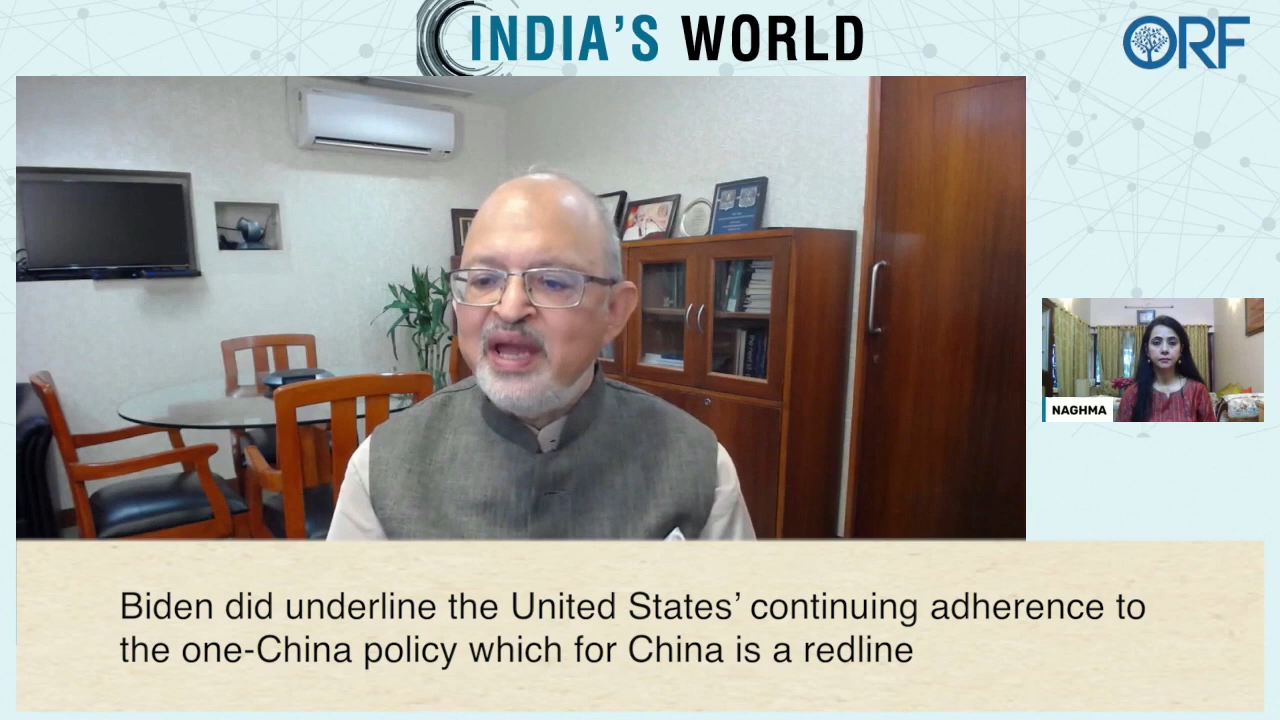 INDIA'S WORLD
ORF
NAGHMA
Biden did underline the United States’ continuing adherence to
the one-China policy which for China is a redline